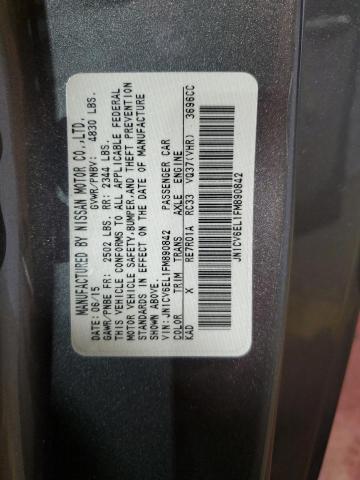 MANUFACTURED BY NISSAN MOTOR CO.,LTD.
DATE: 06/15 GVWR/PNBV: 4830 LBS.
GAWR/PNBE FR: 2502 LBS. RR: 2344 LBS.
THIS VEHICLE CONFORMS TO ALL APPLICABLE FEDERAL
MOTOR VEHICLE SAFETY,BUMPER,AND THEFT PREVENTION
STANDARDS IN EFFECT ON THE DATE OF MANUFACTURE
SHOWN ABOVE.
VIN: JN1CV6EL1FM890842 PASSENGER CAR
COLOR TRIM TRANS AXLE ENGINE
KAD X RE7R01A RC33 VQ37(VHR) 3696CC
JN1CV6EL1FM890842